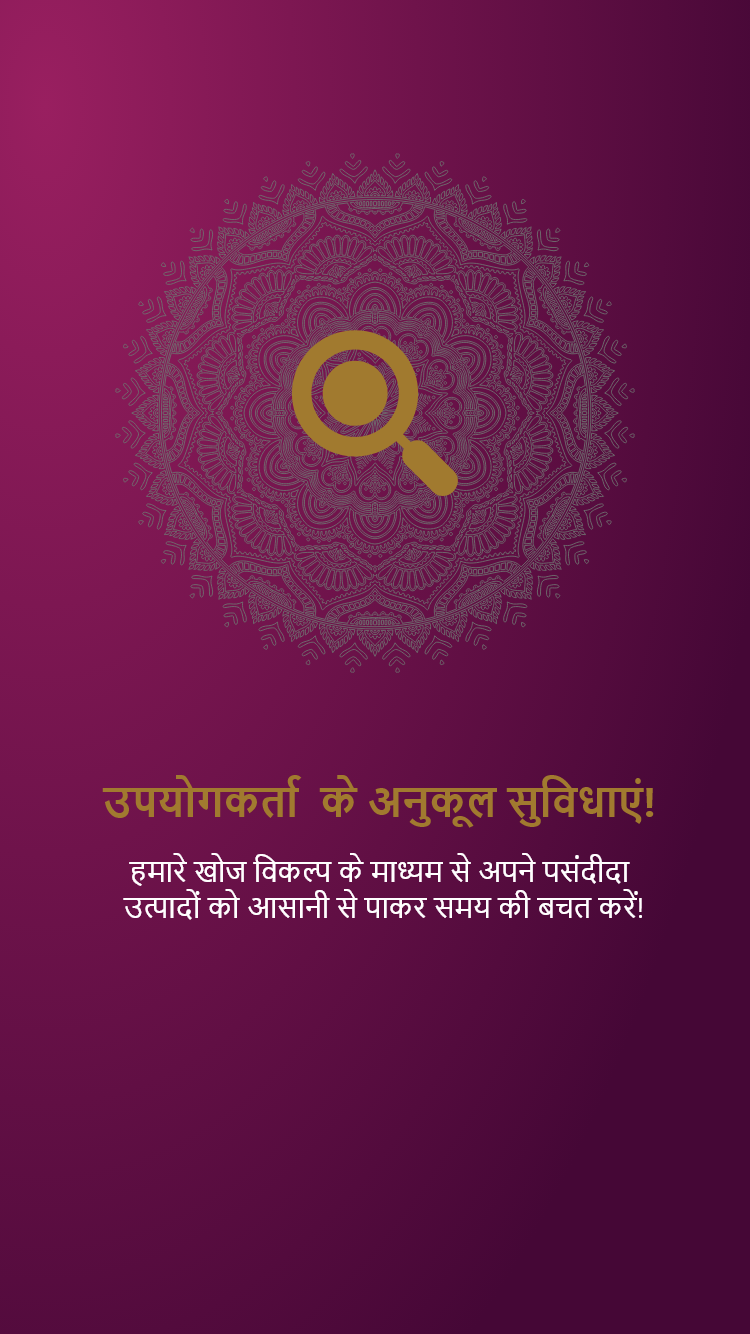 उपयोगकर्ता के अनुकूल सुविधाएं!
हमारे खोज विकल्प के माध्यम से अपने पसंदीदा
उत्पादों को आसानी से पाकर समय की बचत करें!